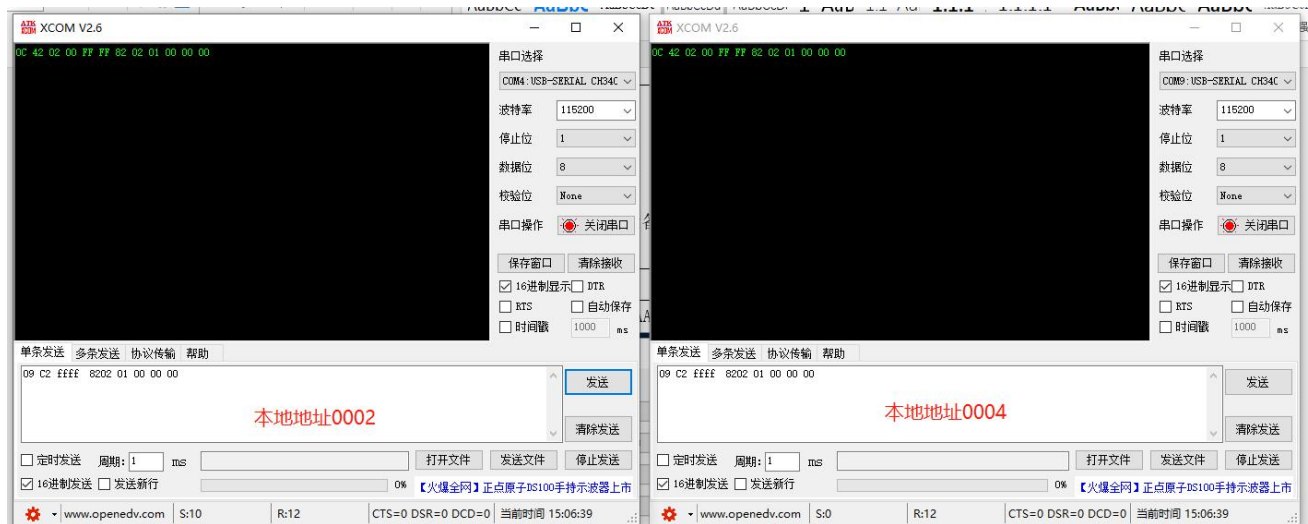 XCOM V2.6
0C 42 02 00 FF FF 82 02 01 00 00 00
串口选择
COM4:USB-SERIAL CH34C
波特率 115200
停止位 1
数据位 8
校验位 None
串口操作 关闭串口
保存窗口 清除接收
16进制显示 DTR
RTS 自动保存
时间戳 1000 ms
单条发送 多条发送 协议传输 帮助
09 C2 ffff 8202 01 00 00 00
发送
本地地址0002
清除发送
定时发送 周期: 1 ms 打开文件 发送文件 停止发送
16进制发送 发送新行 0% 【火爆全网】正点原子DS100手持示波器上市
www.openedv.com S:10 R:12 CTS=0 DSR=0 DCD=0 当前时间 15:06:39
XCOM V2.6
0C 42 02 00 FF FF 82 02 01 00 00 00
串口选择
COM9:USB-SERIAL CH34C
波特率 115200
停止位 1
数据位 8
校验位 None
串口操作 关闭串口
保存窗口 清除接收
16进制显示 DTR
RTS 自动保存
时间戳 1000 ms
单条发送 多条发送 协议传输 帮助
09 C2 ffff 8202 01 00 00 00
发送
本地地址0004
清除发送
定时发送 周期: 1 ms 打开文件 发送文件 停止发送
16进制发送 发送新行 0% 【火爆全网】正点原子DS100手持示波器上市
www.openedv.com S:0 R:12 CTS=0 DSR=0 DCD=0 当前时间 15:06:39